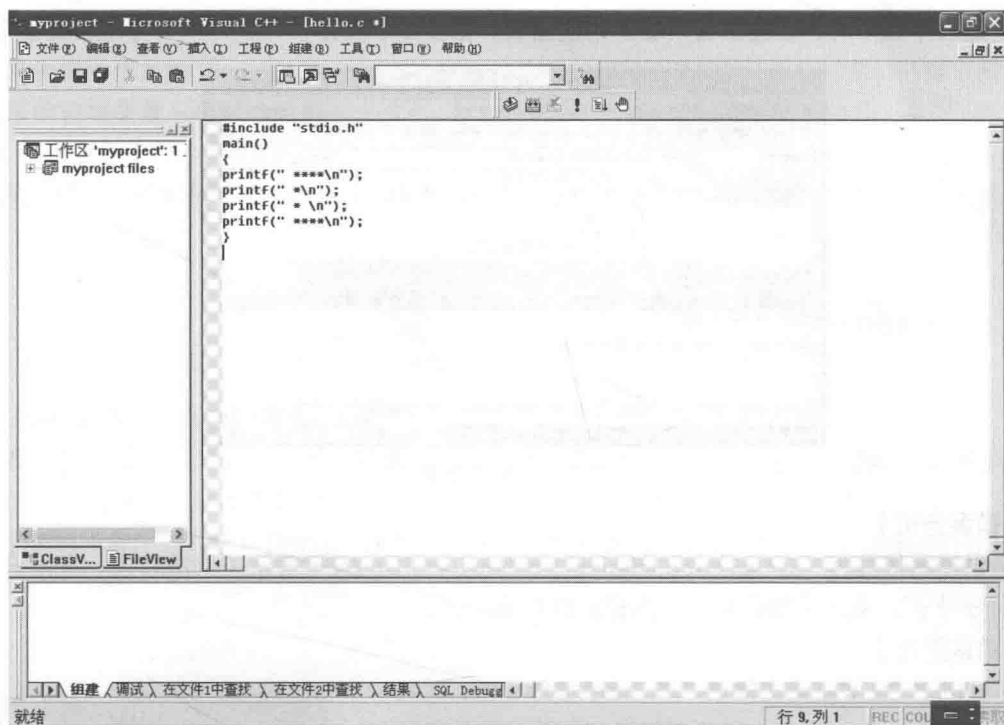 myproject - Microsoft Visual C++ - [hello.c *]
文件(F) 编辑(E) 查看(V) 插入(I) 工程(P) 组建(B) 工具(T) 窗口(W) 帮助(H)
工作区 'myproject': 1
myproject files
#include "stdio.h"
main()
{
printf(" ****\n");
printf(" *\n");
printf(" * \n");
printf(" ****\n");
}
ClassV... FileView
组建 调试 在文件1中查找 在文件2中查找 结果 SQL Debugg
就绪
行 9, 列 1 REC COL